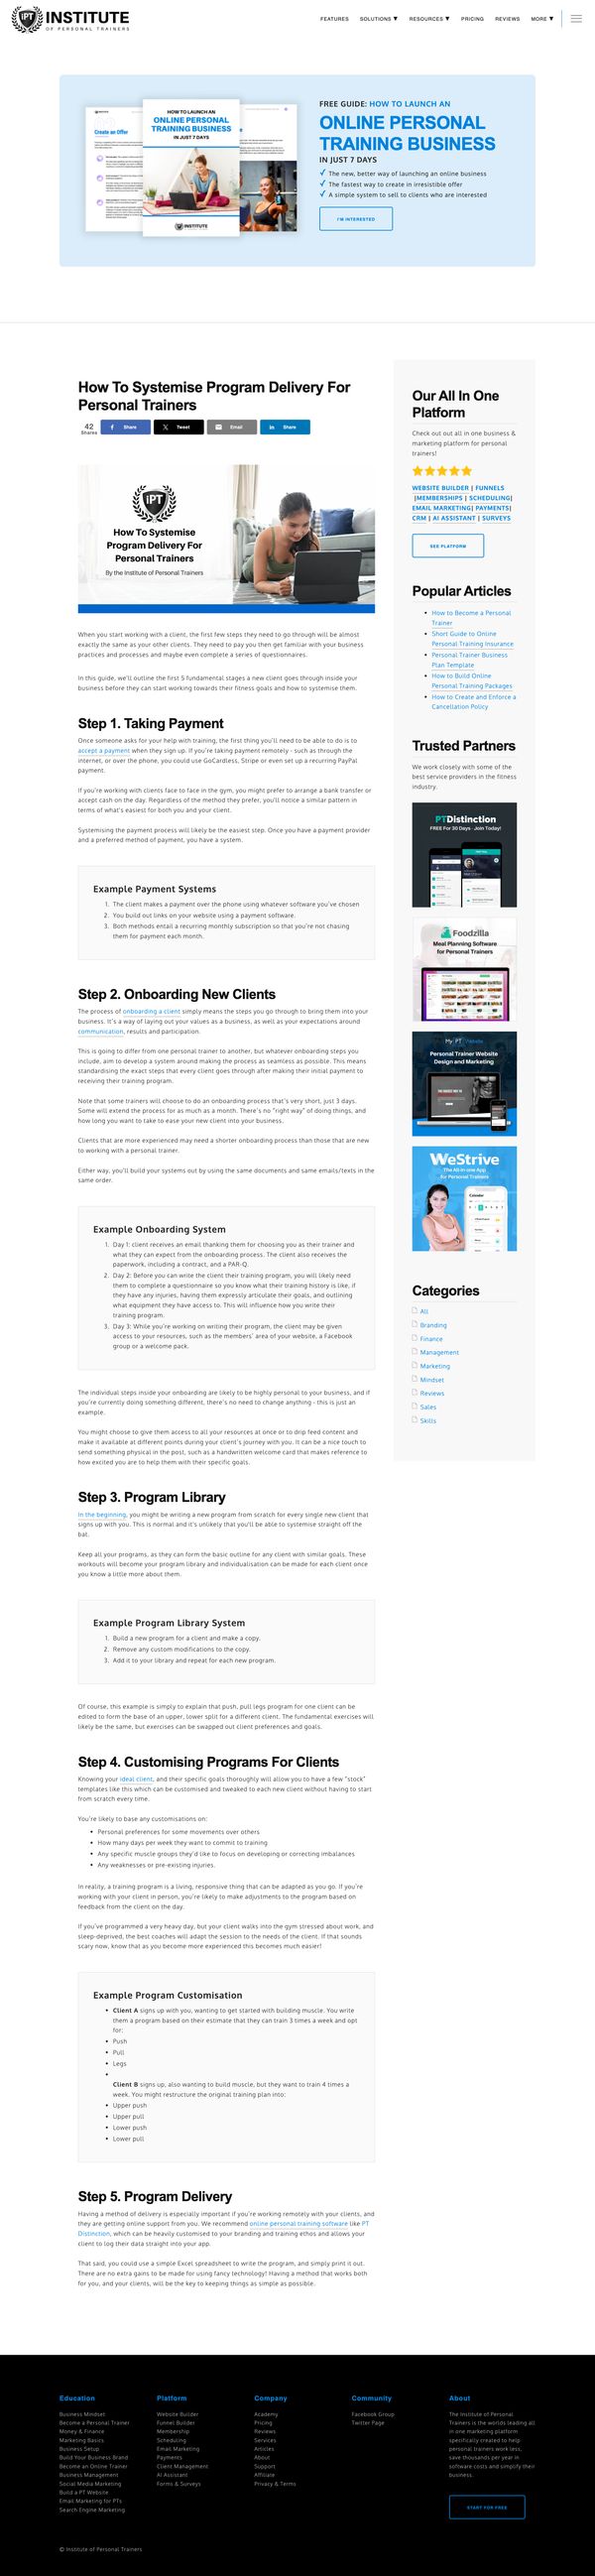 iPT INSTITUTE
OF PERSONAL TRAINERS
FEATURES SOLUTIONS ▼ RESOURCES ▼ PRICING REVIEWS MORE ▼
Create an Offer
HOW TO LAUNCH AN
ONLINE PERSONAL
TRAINING BUSINESS
IN JUST 7 DAYS
INSTITUTE
FREE GUIDE: HOW TO LAUNCH AN
ONLINE PERSONAL
TRAINING BUSINESS
IN JUST 7 DAYS
✓ The new, better way of launching an online business
✓ The fastest way to create in irresistible offer
✓ A simple system to sell to clients who are interested
I'M INTERESTED
How To Systemise Program Delivery For
Personal Trainers
42
Shares
Share
Tweet
Email
Share
iPT
How To Systemise
Program Delivery For
Personal Trainers
By the Institute of Personal Trainers
When you start working with a client, the first few steps they need to go through will be almost
exactly the same as your other clients. They need to pay you then get familiar with your business
practices and processes and maybe even complete a series of questionnaires.
In this guide, we'll outline the first 5 fundamental stages a new client goes through inside your
business before they can start working towards their fitness goals and how to systemise them.
Step 1. Taking Payment
Once someone asks for your help with training, the first thing you'll need to be able to do is to
accept a payment when they sign up. If you're taking payment remotely - such as through the
internet, or over the phone, you could use GoCardless, Stripe or even set up a recurring PayPal
payment.
If you're working with clients face to face in the gym, you might prefer to arrange a bank transfer or
accept cash on the day. Regardless of the method they prefer, you'll notice a similar pattern in
terms of what's easiest for both you and your client.
Systemising the payment process will likely be the easiest step. Once you have a payment provider
and a preferred method of payment, you have a system.
Example Payment Systems
1. The client makes a payment over the phone using whatever software you've chosen
2. You build out links on your website using a payment software.
3. Both methods entail a recurring monthly subscription so that you're not chasing
them for payment each month.
Step 2. Onboarding New Clients
The process of onboarding a client simply means the steps you go through to bring them into your
business. It's a way of laying out your values as a business, as well as your expectations around
communication, results and participation.
This is going to differ from one personal trainer to another, but whatever onboarding steps you
include, aim to develop a system around making the process as seamless as possible. This means
standardising the exact steps that every client goes through after making their initial payment to
receiving their training program.
Note that some trainers will choose to do an onboarding process that's very short, just 3 days.
Some will extend the process for as much as a month. There's no "right way" of doing things, and
how long you want to take to ease your new client into your business.
Clients that are more experienced may need a shorter onboarding process than those that are new
to working with a personal trainer.
Either way, you'll build your systems out by using the same documents and same emails/texts in the
same order.
Example Onboarding System
1. Day 1: client receives an email thanking them for choosing you as their trainer and
what they can expect from the onboarding process. The client also receives the
paperwork, including a contract, and a PAR-Q.
2. Day 2: Before you can write the client their training program, you will likely need
them to complete a questionnaire so you know what their training history is like, if
they have any injuries, having them expressly articulate their goals, and outlining
what equipment they have access to. This will influence how you write their
training program.
3. Day 3: While you're working on writing their program, the client may be given
access to your resources, such as the members' area of your website, a Facebook
group or a welcome pack.
The individual steps inside your onboarding are likely to be highly personal to your business, and if
you're currently doing something different, there's no need to change anything - this is just an
example.
You might choose to give them access to all your resources at once or to drip feed content and
make it available at different points during your client's journey with you. It can be a nice touch to
send something physical in the post, such as a handwritten welcome card that makes reference to
how excited you are to help them with their specific goals.
Step 3. Program Library
In the beginning, you might be writing a new program from scratch for every single new client that
signs up with you. This is normal and it's unlikely that you'll be able to systemise straight off the
bat.
Keep all your programs, as they can form the basic outline for any client with similar goals. These
workouts will become your program library and individualisation can be made for each client once
you know a little more about them.
Example Program Library System
1. Build a new program for a client and make a copy.
2. Remove any custom modifications to the copy.
3. Add it to your library and repeat for each new program.
Of course, this example is simply to explain that push, pull legs program for one client can be
edited to form the base of an upper, lower split for a different client. The fundamental exercises will
likely be the same, but exercises can be swapped out client preferences and goals.
Step 4. Customising Programs For Clients
Knowing your ideal client, and their specific goals thoroughly will allow you to have a few "stock"
templates like this which can be customised and tweaked to each new client without having to start
from scratch every time.
You're likely to base any customisations on:
• Personal preferences for some movements over others
• How many days per week they want to commit to training
• Any specific muscle groups they'd like to focus on developing or correcting imbalances
• Any weaknesses or pre-existing injuries.
In reality, a training program is a living, responsive thing that can be adapted as you go. If you're
working with your client in person, you're likely to make adjustments to the program based on
feedback from the client on the day.
If you've programmed a very heavy day, but your client walks into the gym stressed about work, and
sleep-deprived, the best coaches will adapt the session to the needs of the client. If that sounds
scary now, know that as you become more experienced this becomes much easier!
Example Program Customisation
• Client A signs up with you, wanting to get started with building muscle. You write
them a program based on their estimate that they can train 3 times a week and opt
for:
• Push
• Pull
• Legs
•
Client B signs up, also wanting to build muscle, but they want to train 4 times a
week. You might restructure the original training plan into:
• Upper push
• Upper pull
• Lower push
• Lower pull
Step 5. Program Delivery
Having a method of delivery is especially important if you're working remotely with your clients, and
they are getting online support from you. We recommend online personal training software like PT
Distinction, which can be heavily customised to your branding and training ethos and allows your
client to log their data straight into your app.
That said, you could use a simple Excel spreadsheet to write the program, and simply print it out.
There are no extra gains to be made for using fancy technology! Having a method that works both
for you, and your clients, will be the key to keeping things as simple as possible.
Our All In One
Platform
Check out out all in one business &
marketing platform for personal
trainers!
WEBSITE BUILDER | FUNNELS
|MEMBERSHIPS | SCHEDULING|
EMAIL MARKETING| PAYMENTS|
CRM | AI ASSISTANT | SURVEYS
SEE PLATFORM
Popular Articles
• How to Become a Personal
Trainer
• Short Guide to Online
Personal Training Insurance
• Personal Trainer Business
Plan Template
• How to Build Online
Personal Training Packages
• How to Create and Enforce a
Cancellation Policy
Trusted Partners
We work closely with some of the
best service providers in the fitness
industry.
PTDistinction
FREE For 30 Days - Join Today!
Foodzilla
Meal Planning Software
for Personal Trainers
My PT Website
Personal Trainer Website
Design and Marketing
WeStrive
The All-in-one App
for Personal Trainers
Calendar
Categories
All
Branding
Finance
Management
Marketing
Mindset
Reviews
Sales
Skills
Education
Business Mindset
Become a Personal Trainer
Money & Finance
Marketing Basics
Business Setup
Build Your Business Brand
Become an Online Trainer
Business Management
Social Media Marketing
Build a PT Website
Email Marketing for PTs
Search Engine Marketing
Platform
Website Builder
Funnel Builder
Membership
Scheduling
Email Marketing
Payments
Client Management
AI Assistant
Forms & Surveys
Company
Academy
Pricing
Reviews
Services
Articles
About
Support
Affiliate
Privacy & Terms
Community
Facebook Group
Twitter Page
About
The Institute of Personal
Trainers is the worlds leading all
in one marketing platform
specifically created to help
personal trainers work less,
save thousands per year in
software costs and simplify their
business.
START FOR FREE
© Institute of Personal Trainers